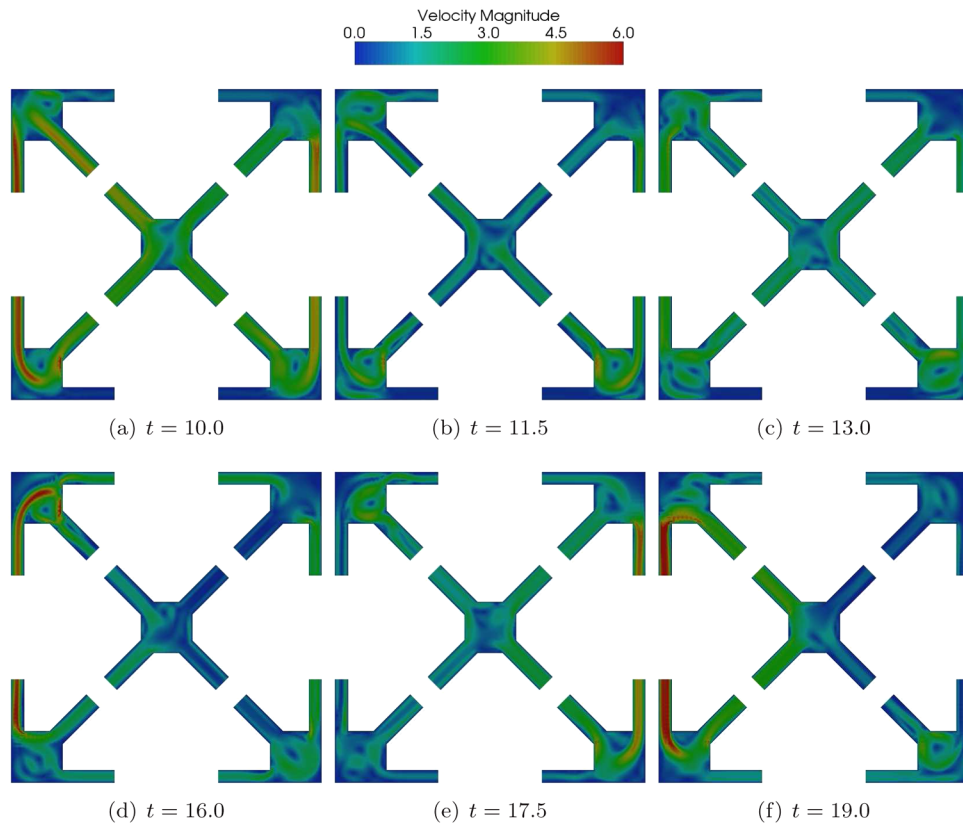 Velocity Magnitude
0.0 1.5 3.0 4.5 6.0
(a) t = 10.0
(b) t = 11.5
(c) t = 13.0
(d) t = 16.0
(e) t = 17.5
(f) t = 19.0